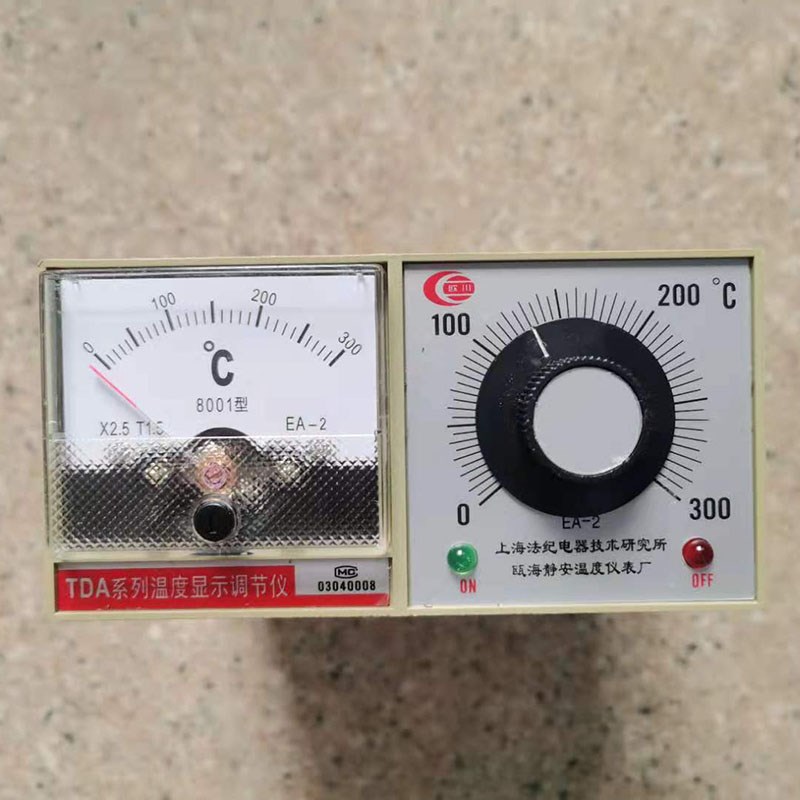 0 100 200 300
°C
8001型
X2.5 T1.5 EA-2
TDA系列温度显示调节仪
MC
03040008
欧川
100 200 °C
0 300
EA-2
上海法纪电器技术研究所
瓯海静安温度仪表厂
ON OFF